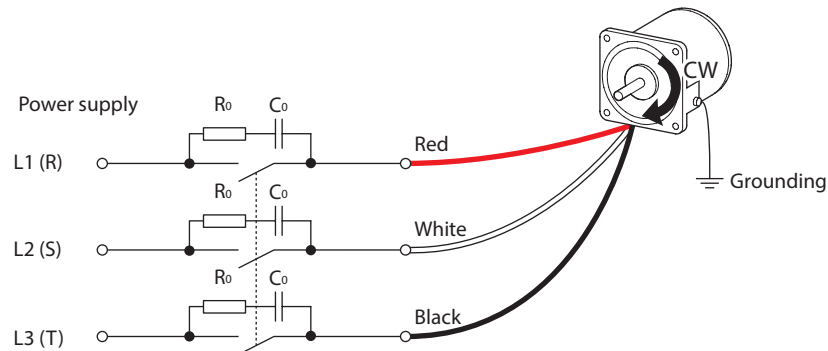 CW
Power supply
R0 C0
L1 (R)
Red
Grounding
R0 C0
White
L2 (S)
R0 C0
Black
L3 (T)